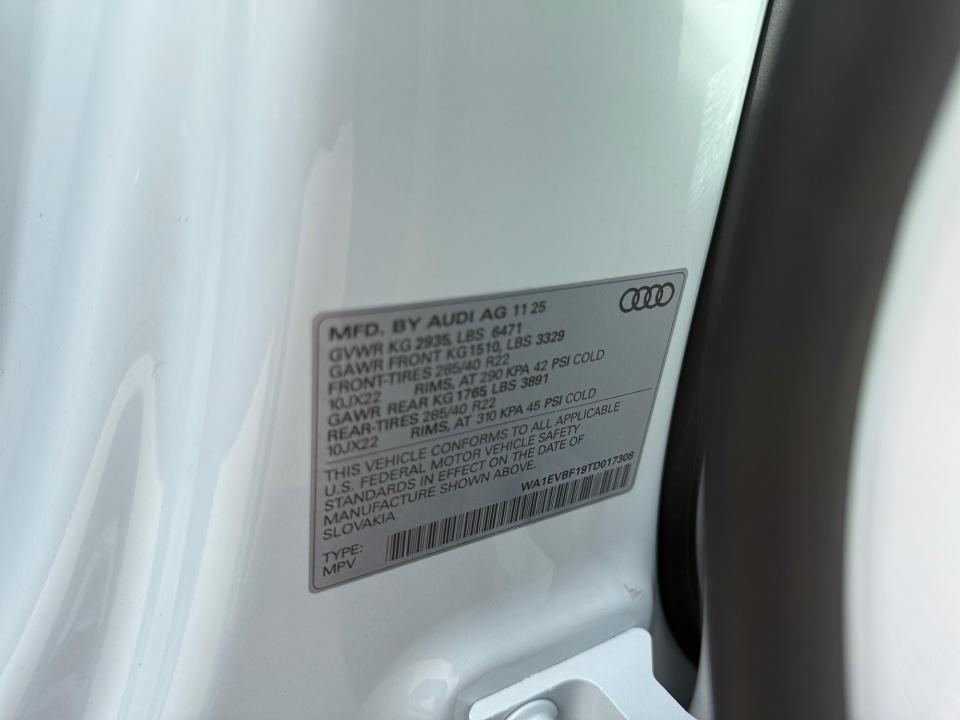 MFD. BY AUDI AG 11 25
GVWR KG 2935, LBS 6471
GAWR FRONT KG1510, LBS 3329
FRONT-TIRES 285/40 R22
10JX22 RIMS, AT 290 KPA 42 PSI COLD
GAWR REAR KG 1765 LBS 3891
REAR-TIRES 285/40 R22
10JX22 RIMS, AT 310 KPA 45 PSI COLD
THIS VEHICLE CONFORMS TO ALL APPLICABLE
U.S. FEDERAL MOTOR VEHICLE SAFETY
STANDARDS IN EFFECT ON THE DATE OF
MANUFACTURE SHOWN ABOVE.
SLOVAKIA WA1EVBF19TD017308
TYPE:
MPV